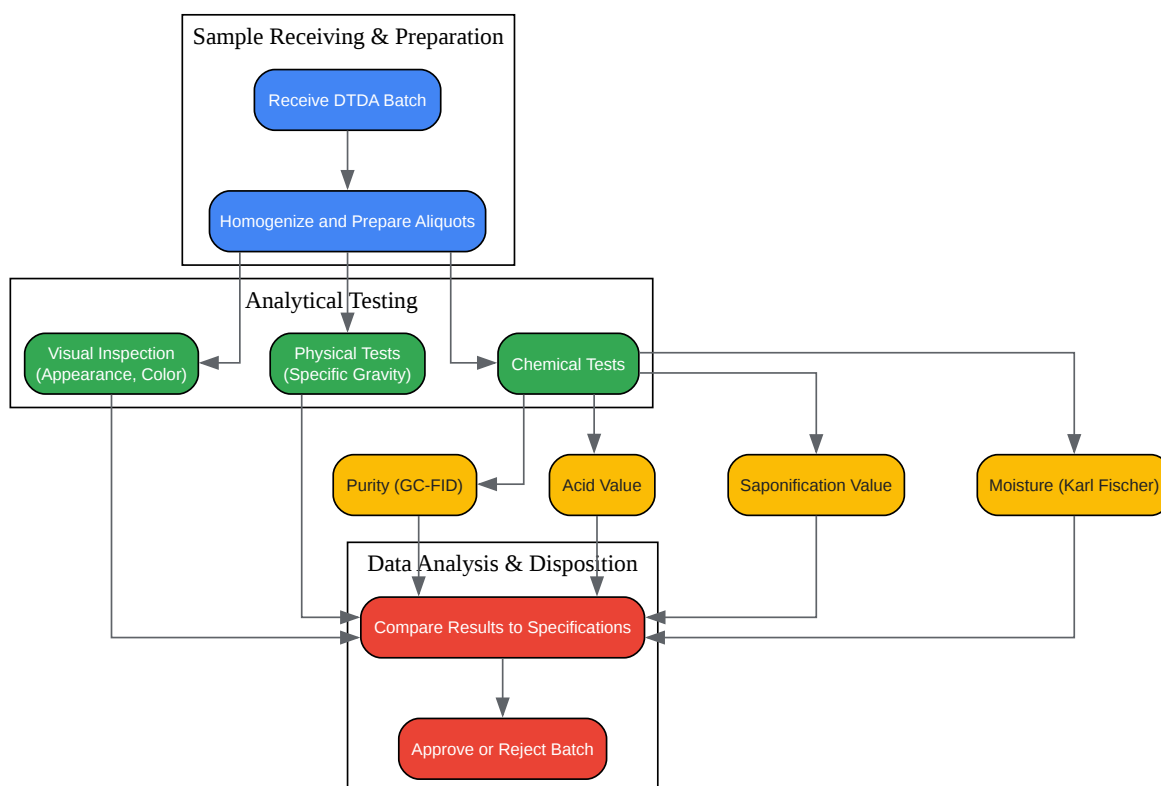 Sample Receiving & Preparation
Receive DTDA Batch
Homogenize and Prepare Aliquots
Analytical Testing
Visual Inspection
(Appearance, Color)
Physical Tests
(Specific Gravity)
Chemical Tests
Purity (GC-FID)
Acid Value
Saponification Value
Moisture (Karl Fischer)
Data Analysis & Disposition
Compare Results to Specifications
Approve or Reject Batch